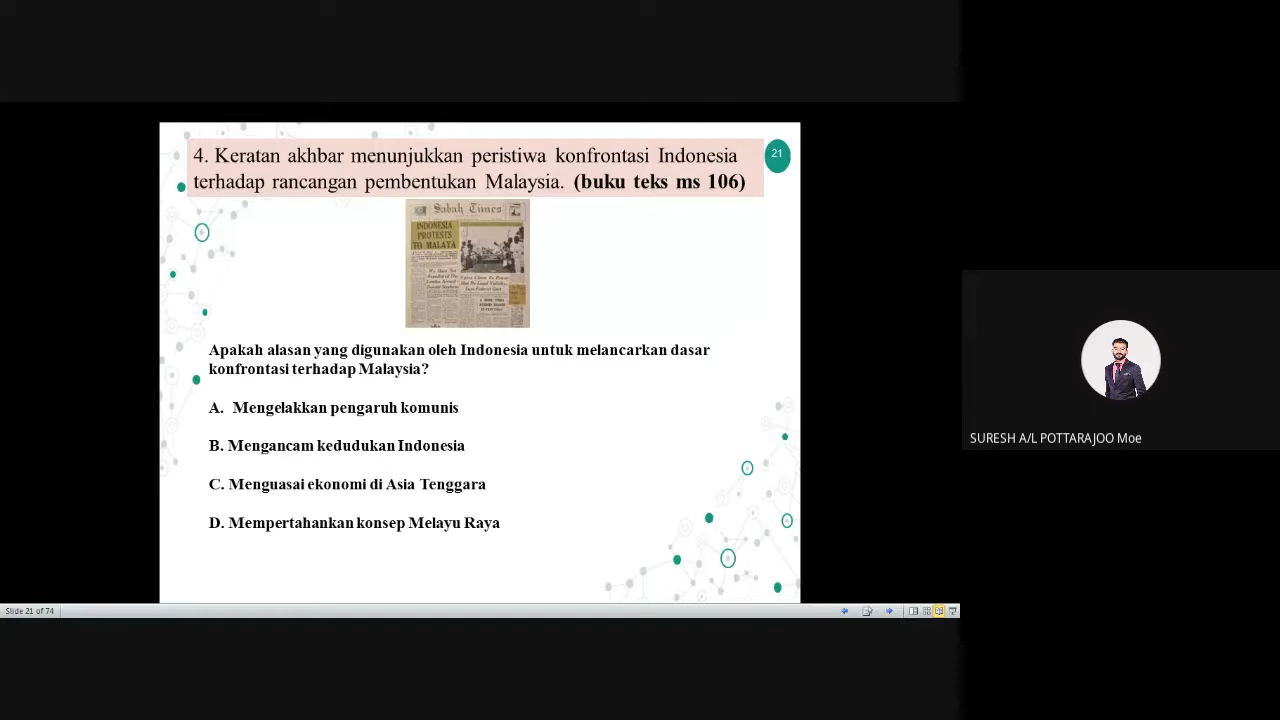 4. Keratan akhbar menunjukkan peristiwa konfrontasi Indonesia
terhadap rancangan pembentukan Malaysia. (buku teks ms 106)
21
Sabah Times
INDONESIA
PROTESTS
TO MALAYA
Apakah alasan yang digunakan oleh Indonesia untuk melancarkan dasar
konfrontasi terhadap Malaysia?
A. Mengelakkan pengaruh komunis
B. Mengancam kedudukan Indonesia
C. Menguasai ekonomi di Asia Tenggara
D. Mempertahankan konsep Melayu Raya
SURESH A/L POTTARAJOO Moe
Slide 21 of 74